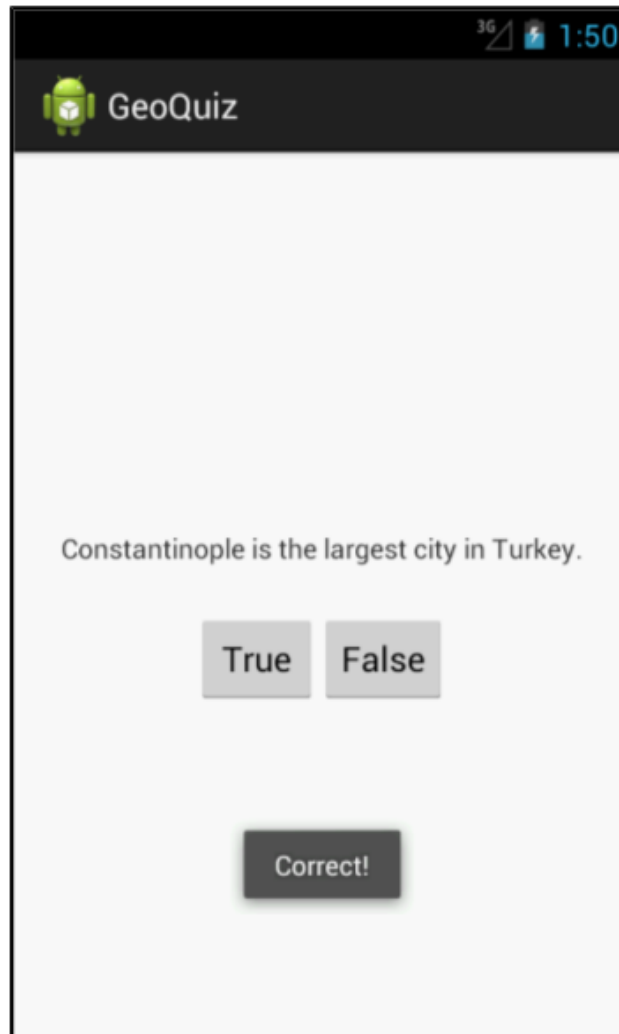 3G 1:50
GeoQuiz
Constantinople is the largest city in Turkey.
True False
Correct!